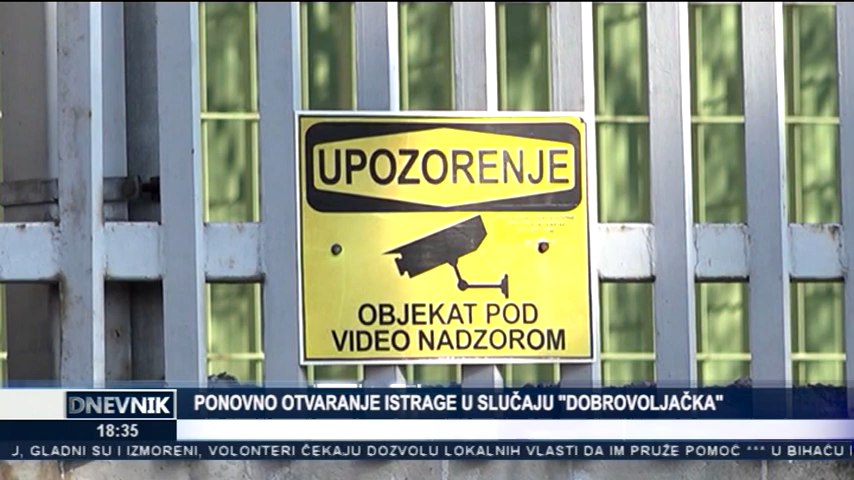 UPOZORENJE
OBJEKAT POD
VIDEO NADZOROM
DNEVNIK
PONOVNO OTVARANJE ISTRAGE U SLUČAJU "DOBROVOLJAČKA"
18:35
J, GLADNI SU I IZMORENI, VOLONTERI ČEKAJU DOZVOLU LOKALNIH VLASTI DA IM PRUŽE POMOĆ *** U BIHAĆU